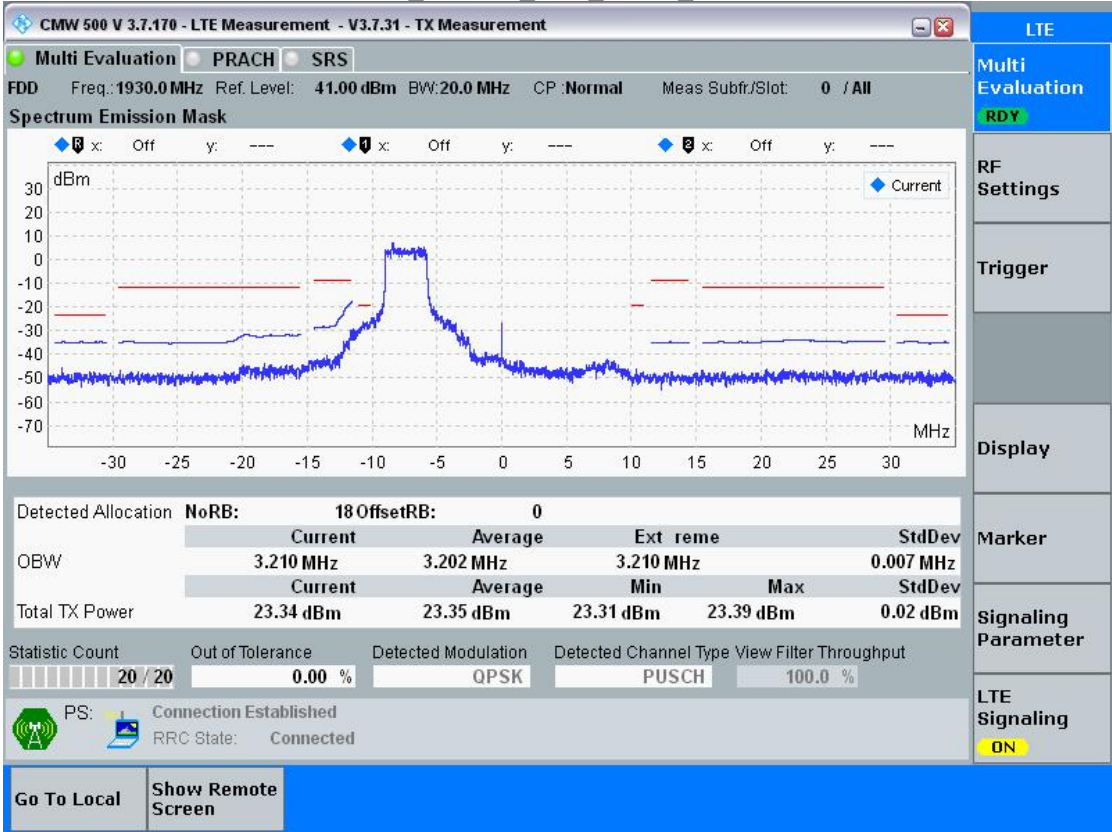 CMW 500 V 3.7.170 - LTE Measurement - V3.7.31 - TX Measurement
LTE
Multi Evaluation PRACH SRS
FDD Freq.: 1930.0 MHz Ref. Level: 41.00 dBm BW: 20.0 MHz CP : Normal Meas Subfr./Slot: 0 / All
Spectrum Emission Mask
R x: Off y: --- 1 x: Off y: --- 2 x: Off y: ---
dBm
Current
30
20
10
0
-10
-20
-30
-40
-50
-60
-70
MHz
-30 -25 -20 -15 -10 -5 0 5 10 15 20 25 30
Detected Allocation NoRB: 18 OffsetRB: 0
Current Average Ext reme StdDev
OBW 3.210 MHz 3.202 MHz 3.210 MHz 0.007 MHz
Current Average Min Max StdDev
Total TX Power 23.34 dBm 23.35 dBm 23.31 dBm 23.39 dBm 0.02 dBm
Statistic Count Out of Tolerance Detected Modulation Detected Channel Type View Filter Throughput
20 / 20 0.00 % QPSK PUSCH 100.0 %
PS: Connection Established
RRC State: Connected
Multi
Evaluation
RDY
RF
Settings
Trigger
Display
Marker
Signaling
Parameter
LTE
Signaling
ON
Go To Local
Show Remote
Screen